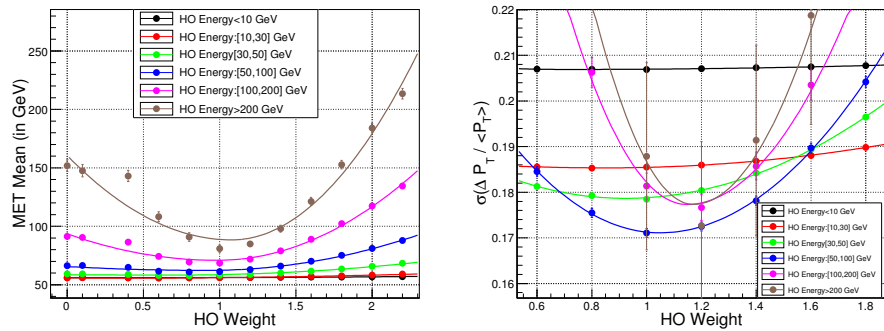 HO Energy<10 GeV
HO Energy:[10,30] GeV
HO Energy[30,50] GeV
HO Energy:[50,100] GeV
HO Energy:[100,200] GeV
HO Energy>200 GeV
MET Mean (in GeV)
250
200
150
100
50
0 0.5 1 1.5 2
HO Weight
σ(Δ P_T / <P_T>)
0.22
0.21
0.2
0.19
0.18
0.17
0.16
HO Energy<10 GeV
HO Energy:[10,30] GeV
HO Energy[30,50] GeV
HO Energy:[50,100] GeV
HO Energy:[100,200] GeV
HO Energy>200 GeV
0.6 0.8 1 1.2 1.4 1.6 1.8
HO Weight